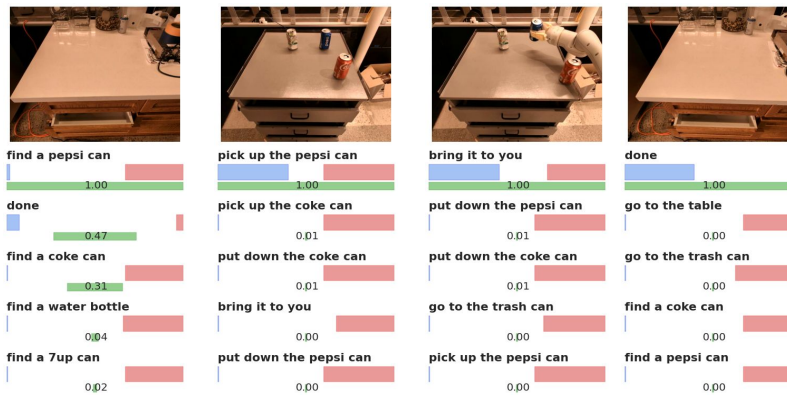 find a pepsi can
1.00
done
0.47
find a coke can
0.31
find a water bottle
0.04
find a 7up can
0.02
pick up the pepsi can
1.00
pick up the coke can
0.01
put down the coke can
0.01
bring it to you
0.00
put down the pepsi can
0.00
bring it to you
1.00
put down the pepsi can
0.01
put down the coke can
0.01
go to the trash can
0.00
pick up the pepsi can
0.00
done
1.00
go to the table
0.00
go to the trash can
0.00
find a coke can
0.00
find a pepsi can
0.00